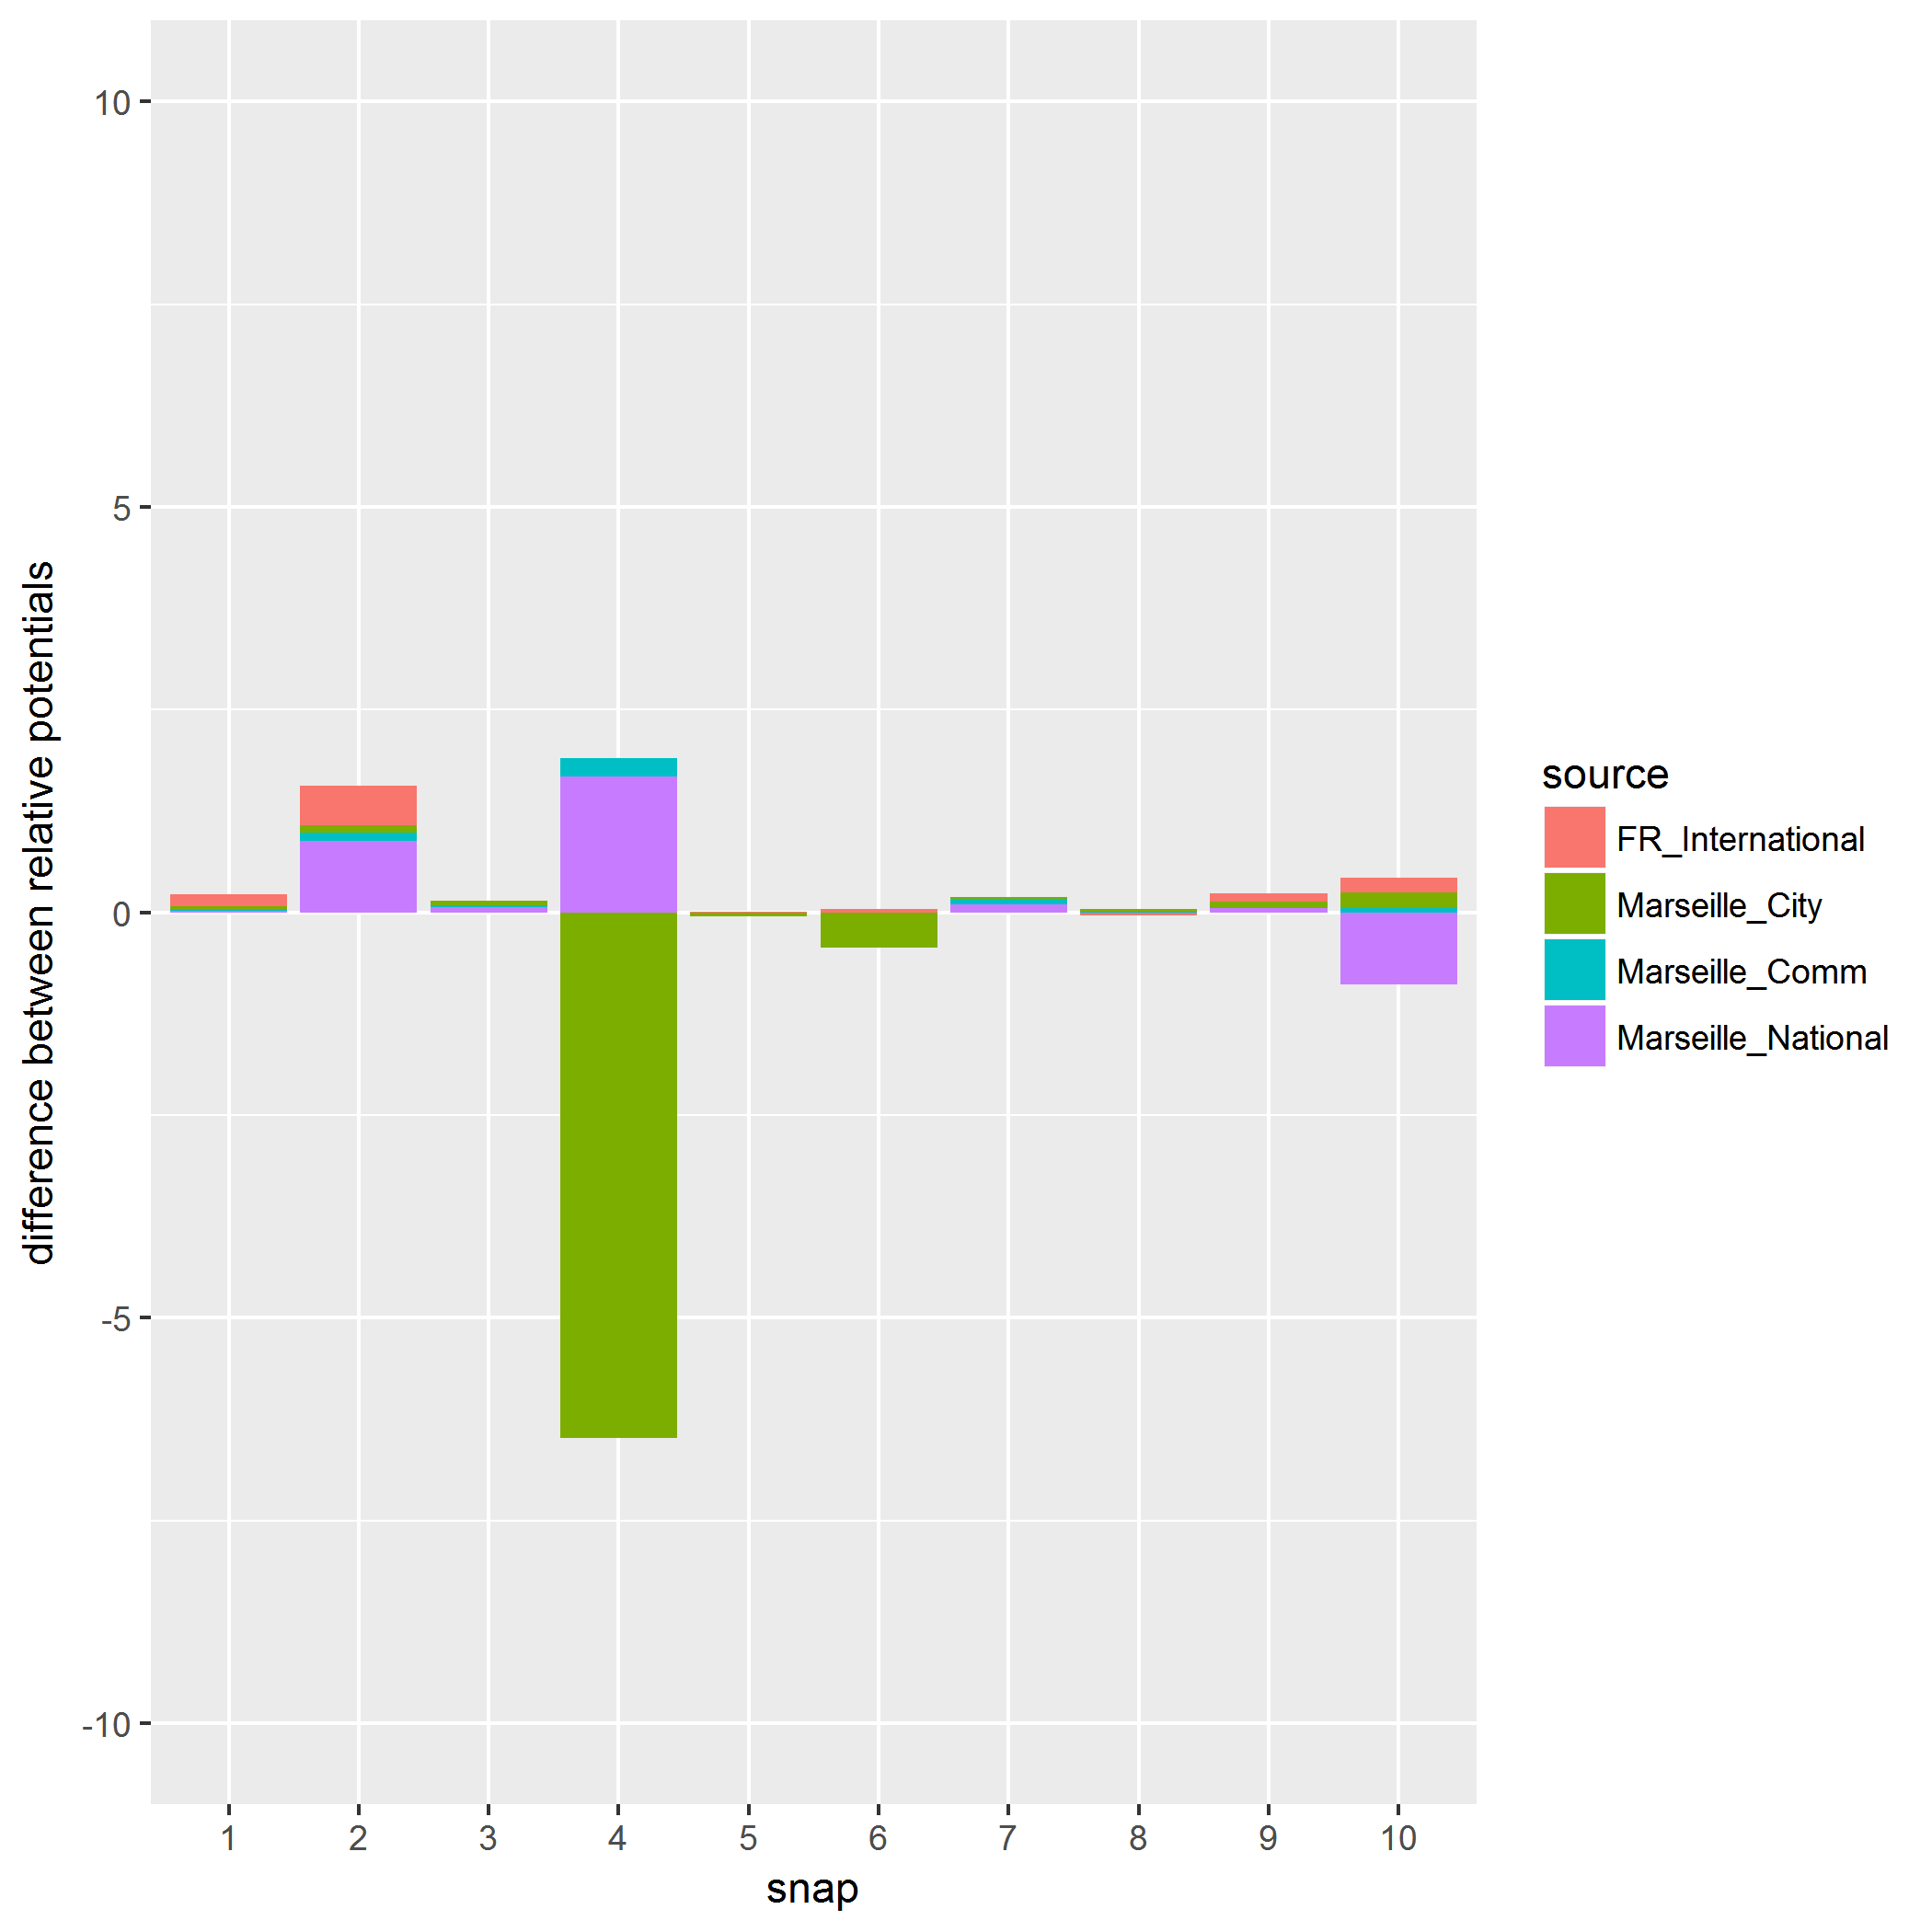 difference between relative potentials
10
5
0
-5
-10
1 2 3 4 5 6 7 8 9 10
snap
source
FR_International
Marseille_City
Marseille_Comm
Marseille_National